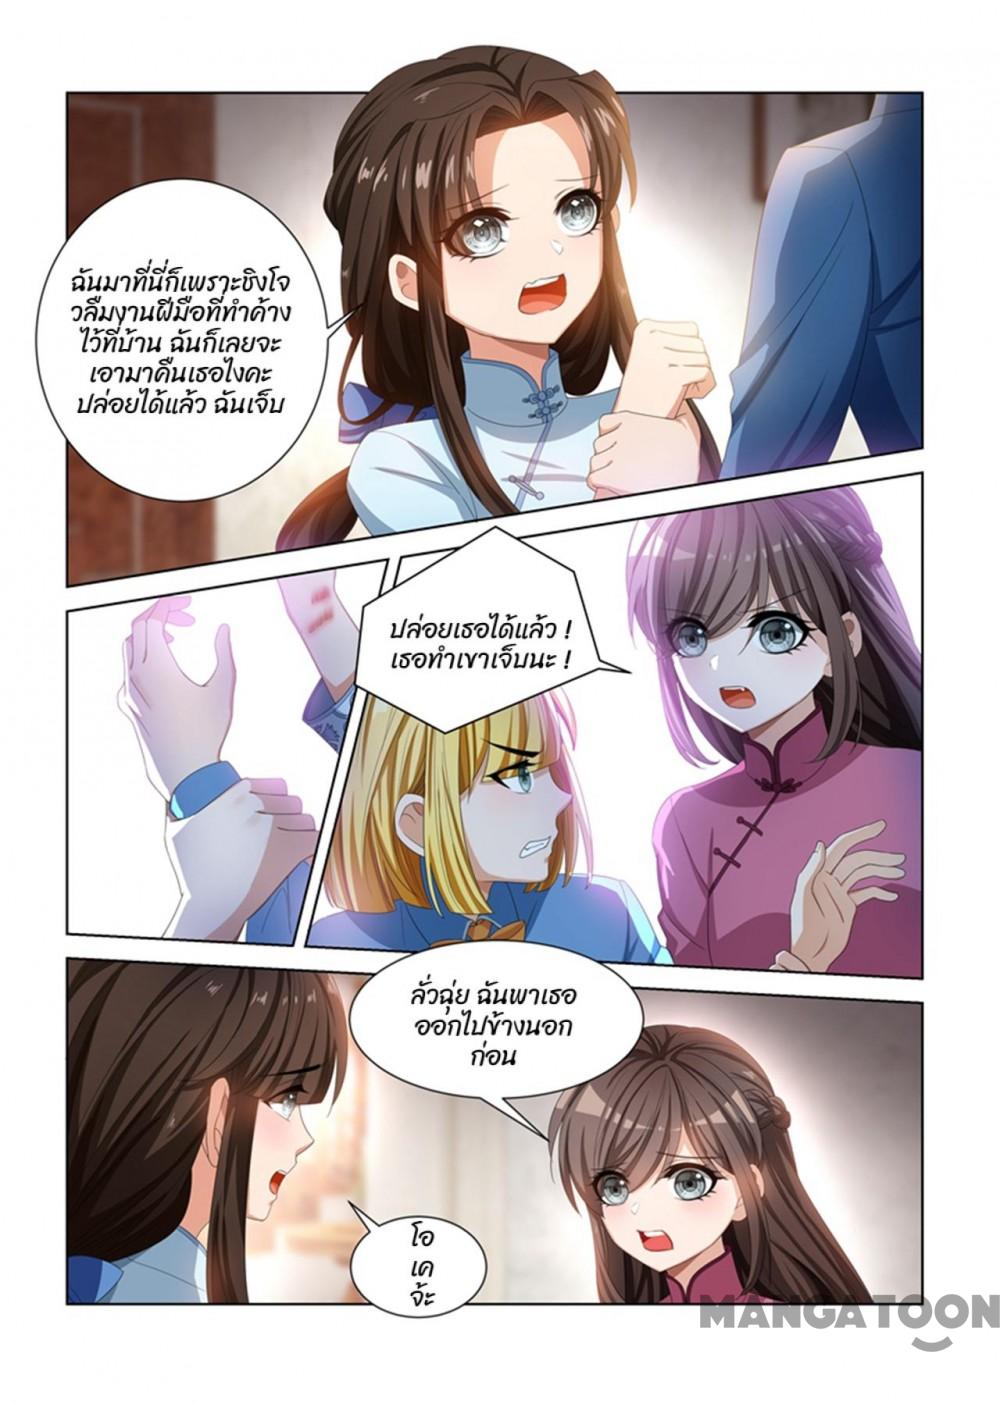 ฉันมาที่นี่ก็เพราะชิงโจ
วลืมงานฝีมือที่ทำค้าง
ไว้ที่บ้าน ฉันก็เลยจะ
เอามาคืนเธอไงคะ
ปล่อยได้แล้ว ฉันเจ็บ
ปล่อยเธอได้แล้ว !
เธอทำเขาเจ็บนะ !
ลั่วฉุ่ย ฉันพาเธอ
ออกไปข้างนอก
ก่อน
โอ
เค
จ้ะ
MANGATOON